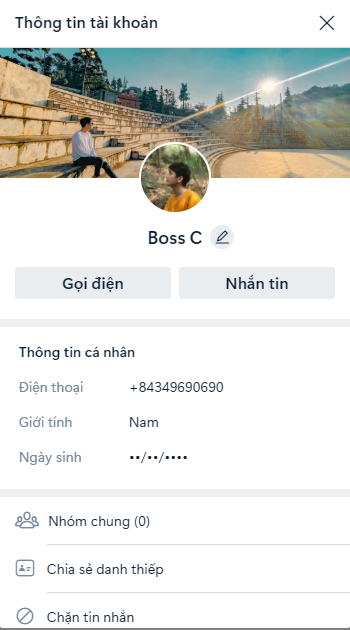 Thông tin tài khoản
Boss C
Gọi điện
Nhắn tin
Thông tin cá nhân
Điện thoại +84349690690
Giới tính Nam
Ngày sinh ••/••/••••
Nhóm chung (0)
Chia sẻ danh thiếp
Chặn tin nhắn